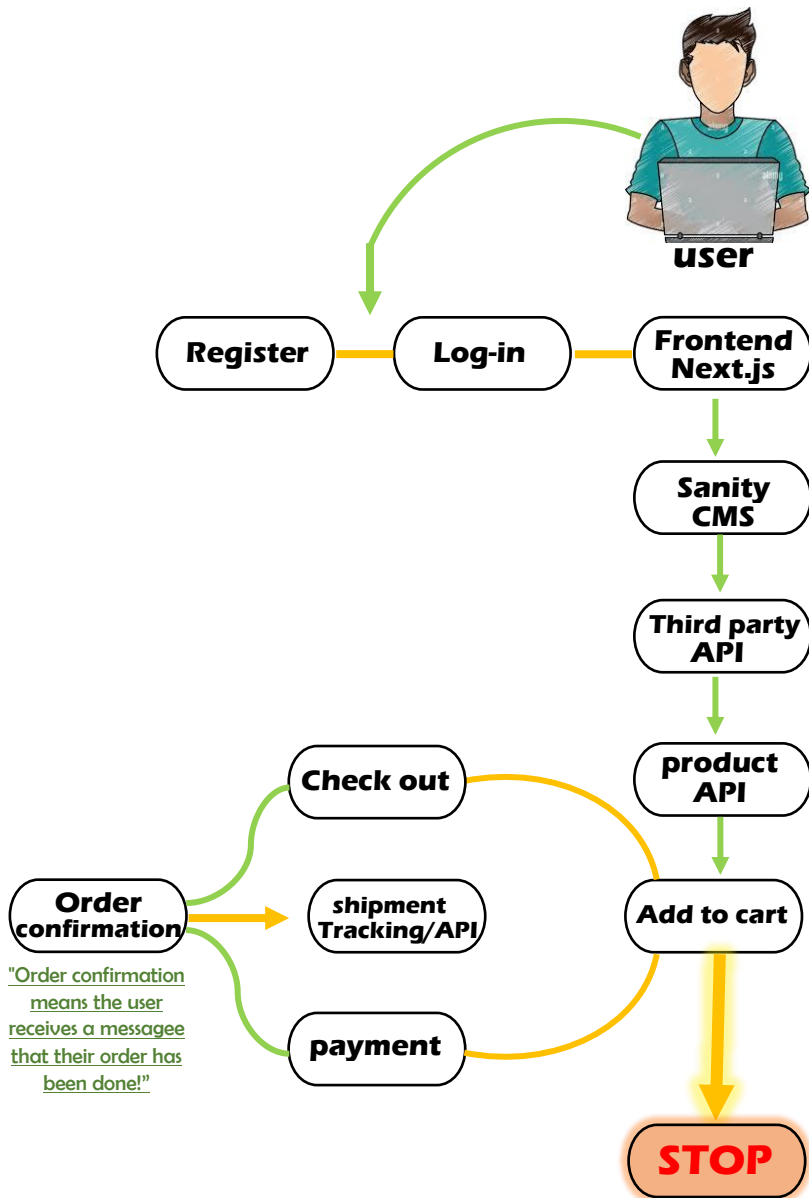 user
Register
Log-in
Frontend
Next.js
Sanity
CMS
Third party
API
product
API
Check out
Order
confirmation
shipment
Tracking/API
Add to cart
"Order confirmation
means the user
receives a messagee
that their order has
been done!”
payment
STOP